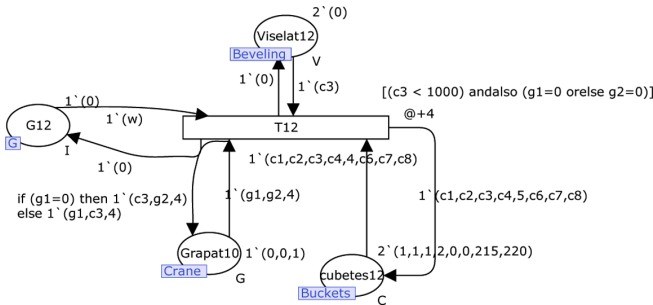 2`(0)
Viselat12
Beveling
V
1`(0)
1`(c3)
[(c3 < 1000) andalso (g1=0 orelse g2=0)]
@+4
1`(0)
G12
1`(w)
G
I
T12
1`(0)
1`(c1,c2,c3,c4,4,c6,c7,c8)
if (g1=0) then 1`(c3,g2,4)
else 1`(g1,c3,4)
1`(g1,g2,4)
1`(c1,c2,c3,c4,5,c6,c7,c8)
Grapat10
1`(0,0,1)
2`(1,1,1,2,0,0,215,220)
Crane
G
cubetes12
Buckets
C